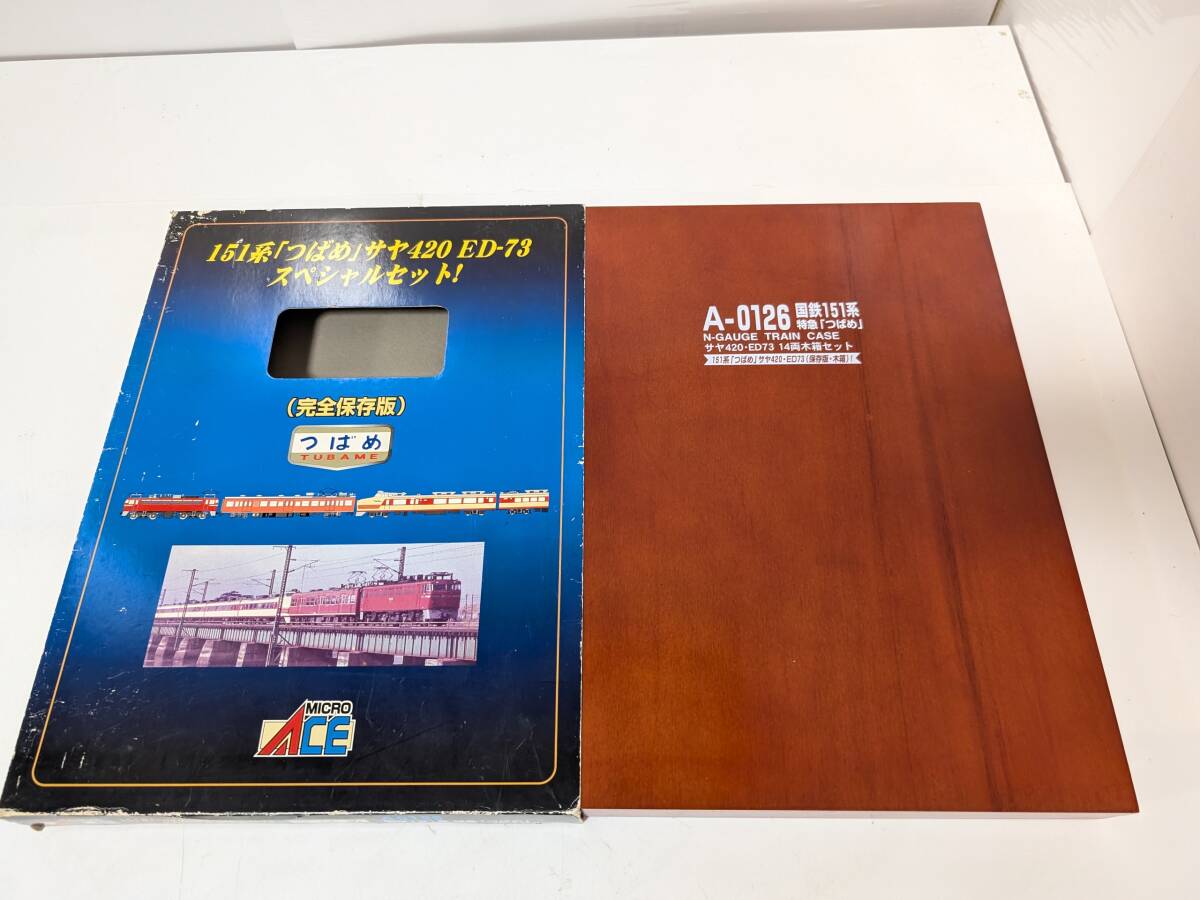 151系「つばめ」サヤ420 ED-73
スペシャルセット!
(完全保存版)
つばめ
TUBAME
MICRO
ACE
A-0126 国鉄151系
特急「つばめ」
N-GAUGE TRAIN CASE
サヤ420・ED73 14両木箱セット
151系「つばめ」サヤ420・ED73(保存版・木箱)!